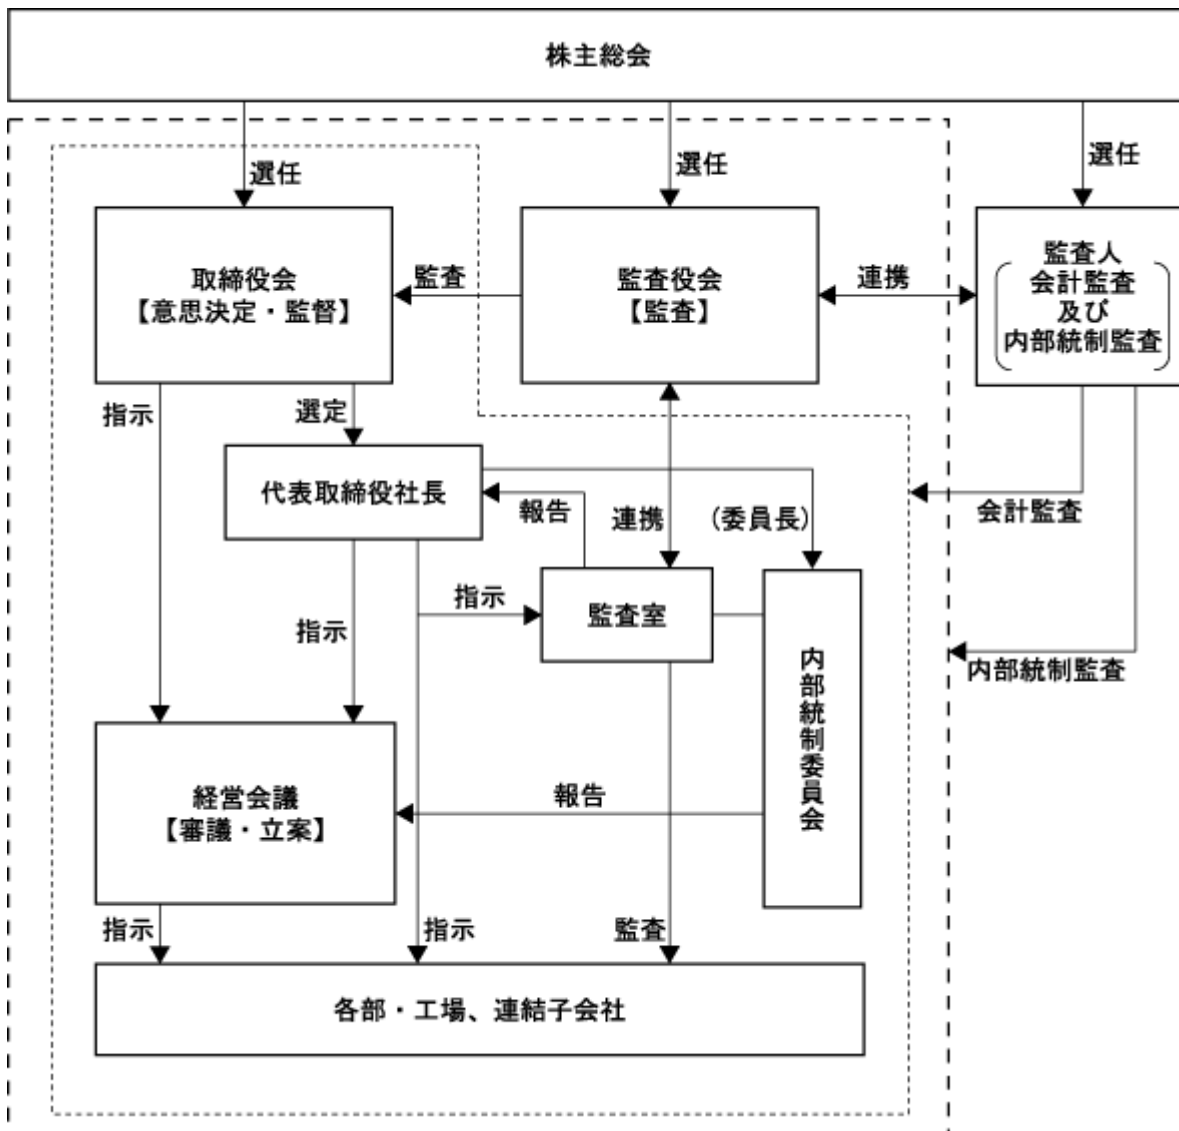 株主総会
選任
選任
選任
取締役会
【意思決定・監督】
監査
監査役会
【監査】
連携
監査人
会計監査
及び
内部統制監査
指示
選定
代表取締役社長
報告
連携
(委員長)
会計監査
指示
監査室
指示
内部統制委員会
内部統制監査
経営会議
【審議・立案】
報告
指示
指示
監査
各部・工場、連結子会社